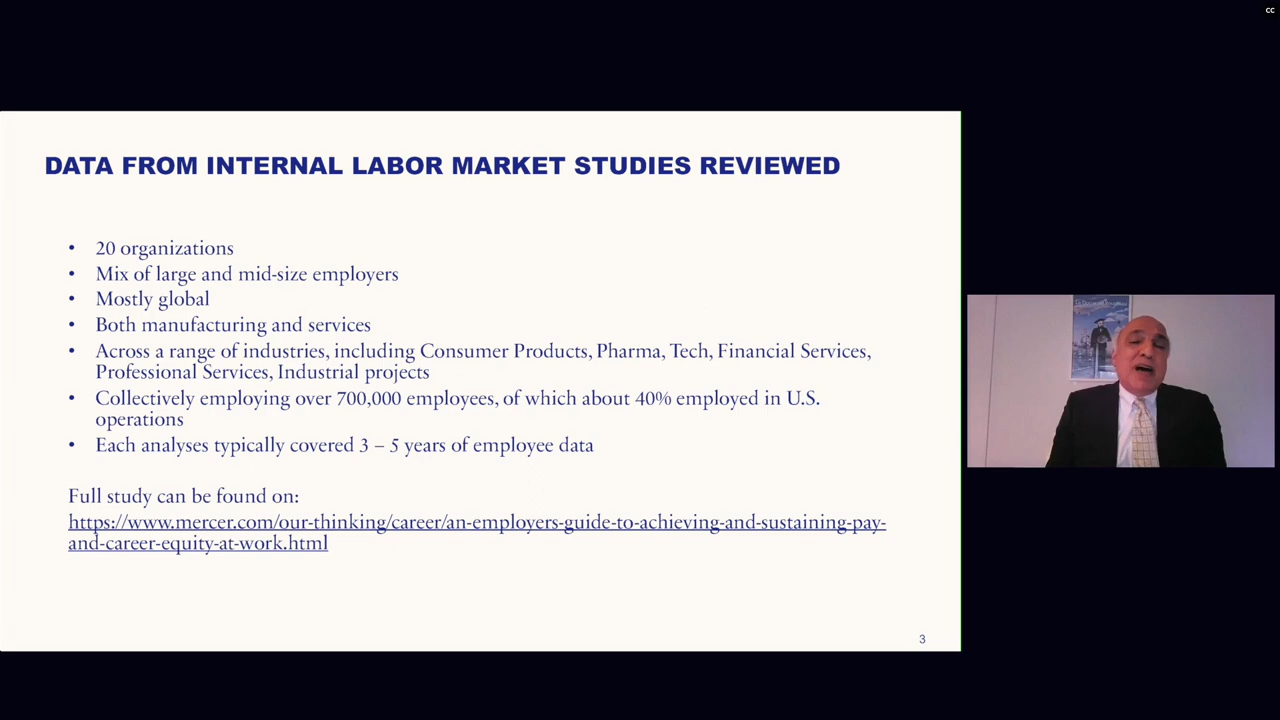 CC
DATA FROM INTERNAL LABOR MARKET STUDIES REVIEWED
• 20 organizations
• Mix of large and mid-size employers
• Mostly global
• Both manufacturing and services
• Across a range of industries, including Consumer Products, Pharma, Tech, Financial Services,
Professional Services, Industrial projects
• Collectively employing over 700,000 employees, of which about 40% employed in U.S.
operations
• Each analyses typically covered 3 – 5 years of employee data
Full study can be found on:
https://www.mercer.com/our-thinking/career/an-employers-guide-to-achieving-and-sustaining-pay-
and-career-equity-at-work.html
3